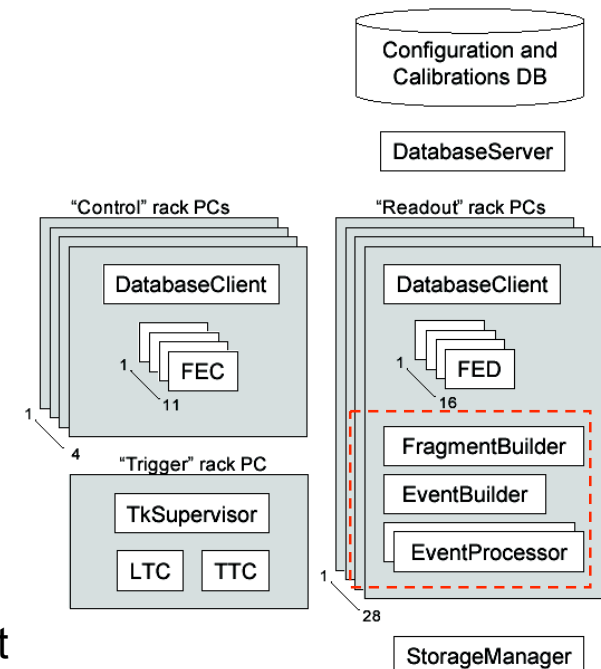 Configuration and
Calibrations DB
DatabaseServer
“Control” rack PCs
“Readout” rack PCs
DatabaseClient
DatabaseClient
FEC
1
11
FED
1
16
1
4
FragmentBuilder
EventBuilder
EventProcessor
“Trigger” rack PC
TkSupervisor
LTC
TTC
1
28
t
StorageManager